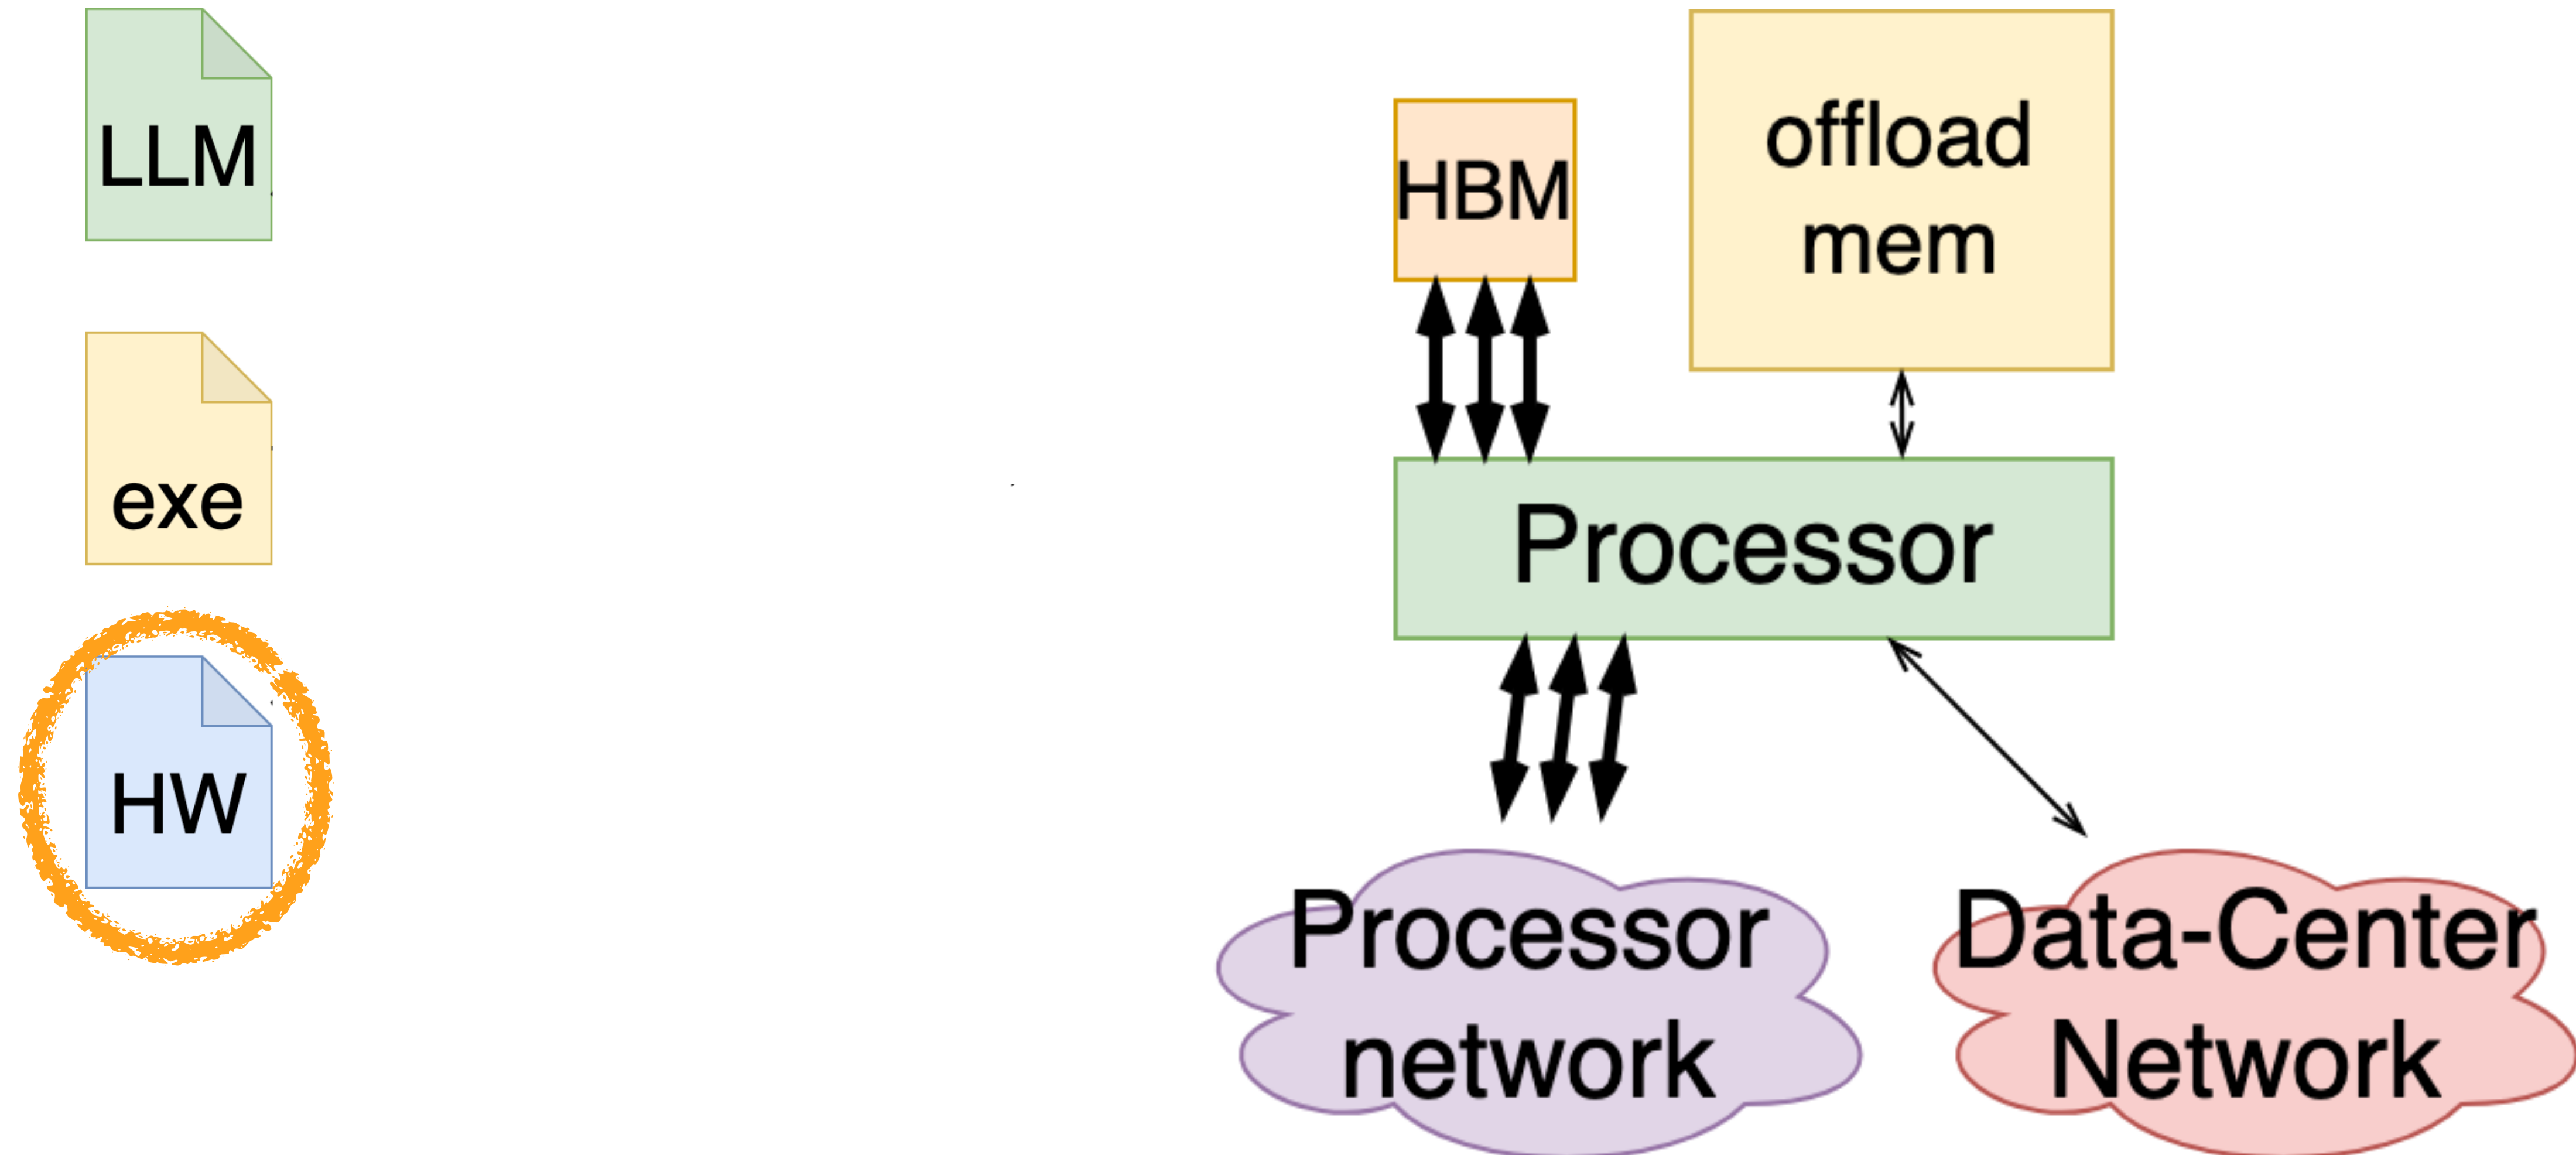 LLM
exe
HW
HBM
offload
mem
Processor
Processor
network
Data-Center
Network